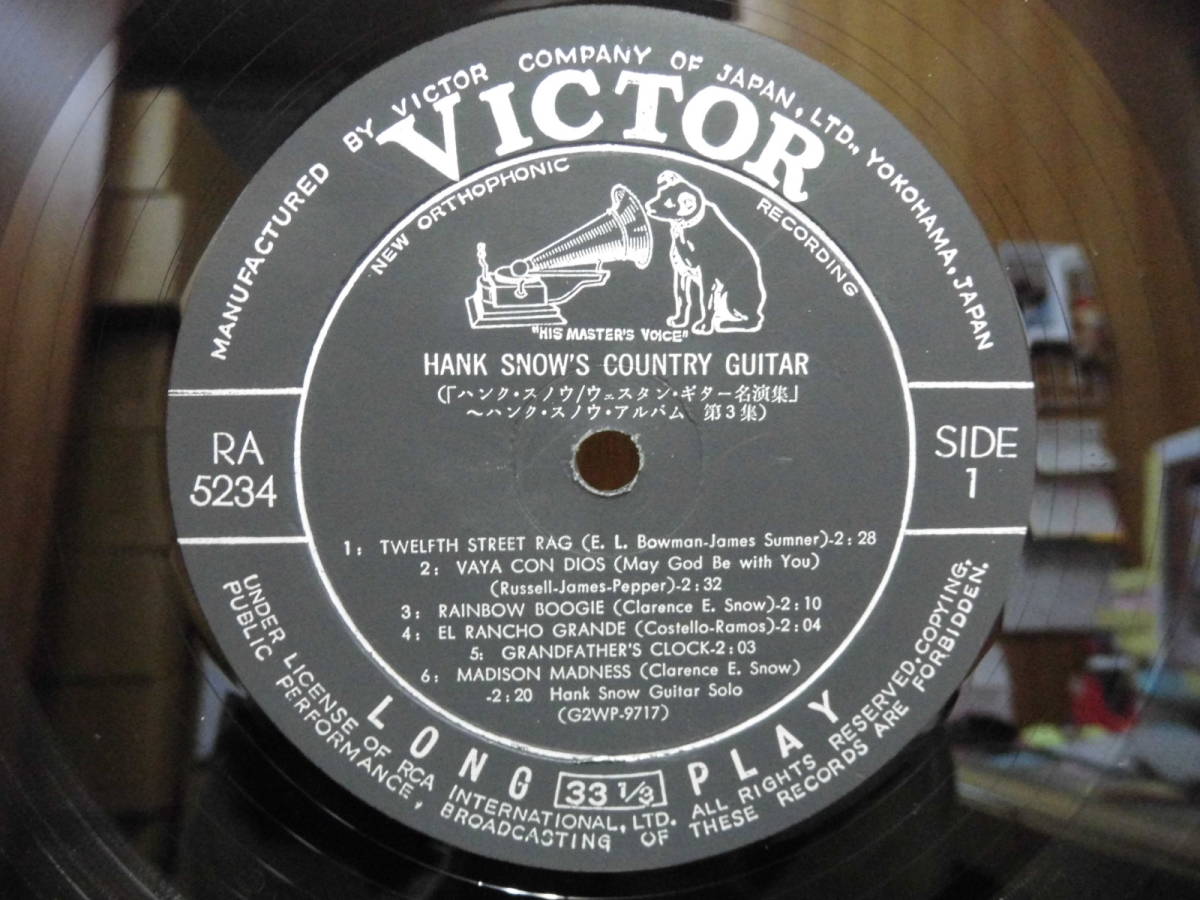 MANUFACTURED BY VICTOR COMPANY OF JAPAN, LTD., YOKOHAMA, JAPAN
VICTOR
NEW ORTHOPHONIC RECORDING
"HIS MASTER'S VOICE"
HANK SNOW'S COUNTRY GUITAR
(「ハンク・スノウ/ウェスタン・ギター名演集」
～ハンク・スノウ・アルバム 第3集)
RA
5234
SIDE
1
1: TWELFTH STREET RAG (E. L. Bowman-James Sumner)-2:28
2: VAYA CON DIOS (May God Be with You)
(Russell-James-Pepper)-2:32
3: RAINBOW BOOGIE (Clarence E. Snow)-2:10
4: EL RANCHO GRANDE (Costello-Ramos)-2:04
5: GRANDFATHER'S CLOCK-2:03
6: MADISON MADNESS (Clarence E. Snow)
-2:20 Hank Snow Guitar Solo
(G2WP-9717)
LONG 33 1/3 PLAY
UNDER LICENSE OF RCA INTERNATIONAL, LTD. ALL RIGHTS RESERVED. COPYING,
PUBLIC PERFORMANCE, BROADCASTING OF THESE RECORDS ARE FORBIDDEN.